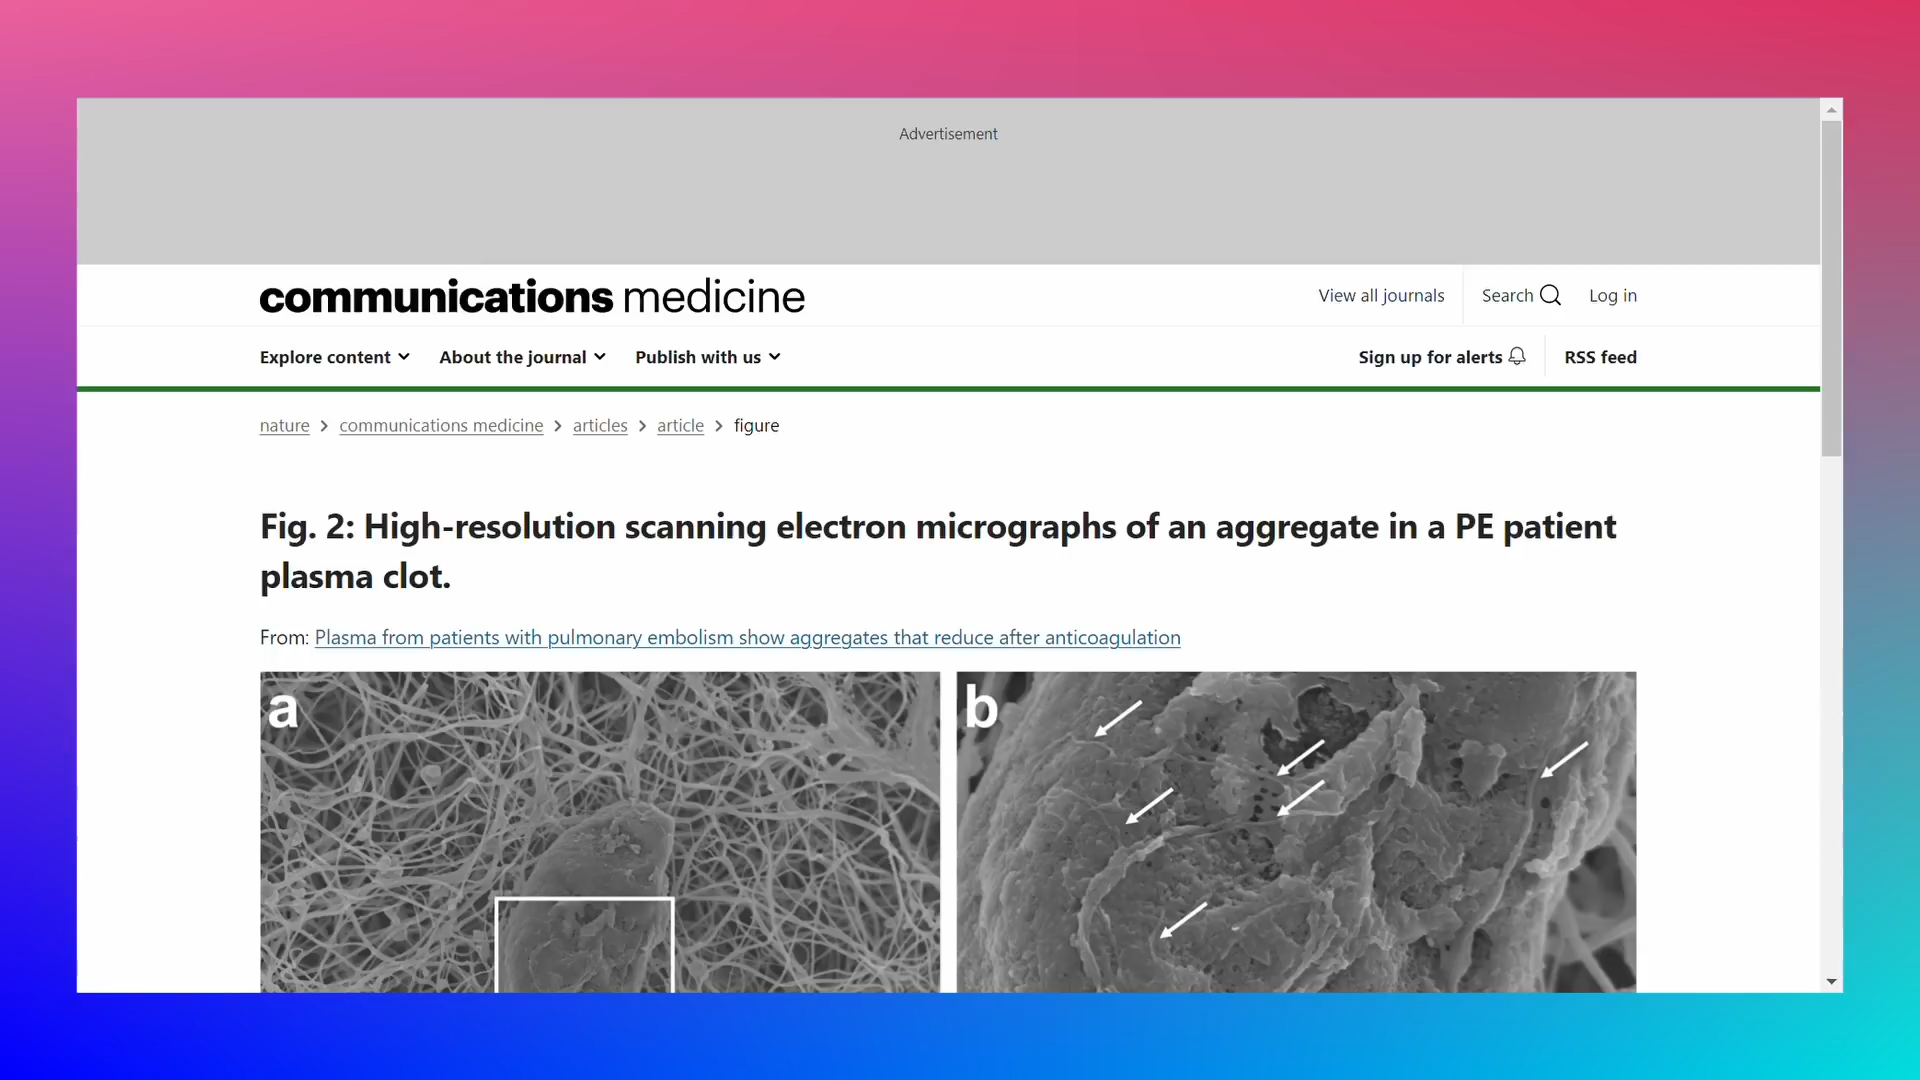 Advertisement
communications medicine
View all journals
Search
Log in
Explore content
About the journal
Publish with us
Sign up for alerts
RSS feed
nature > communications medicine > articles > article > figure
Fig. 2: High-resolution scanning electron micrographs of an aggregate in a PE patient
plasma clot.
From: Plasma from patients with pulmonary embolism show aggregates that reduce after anticoagulation
a
b